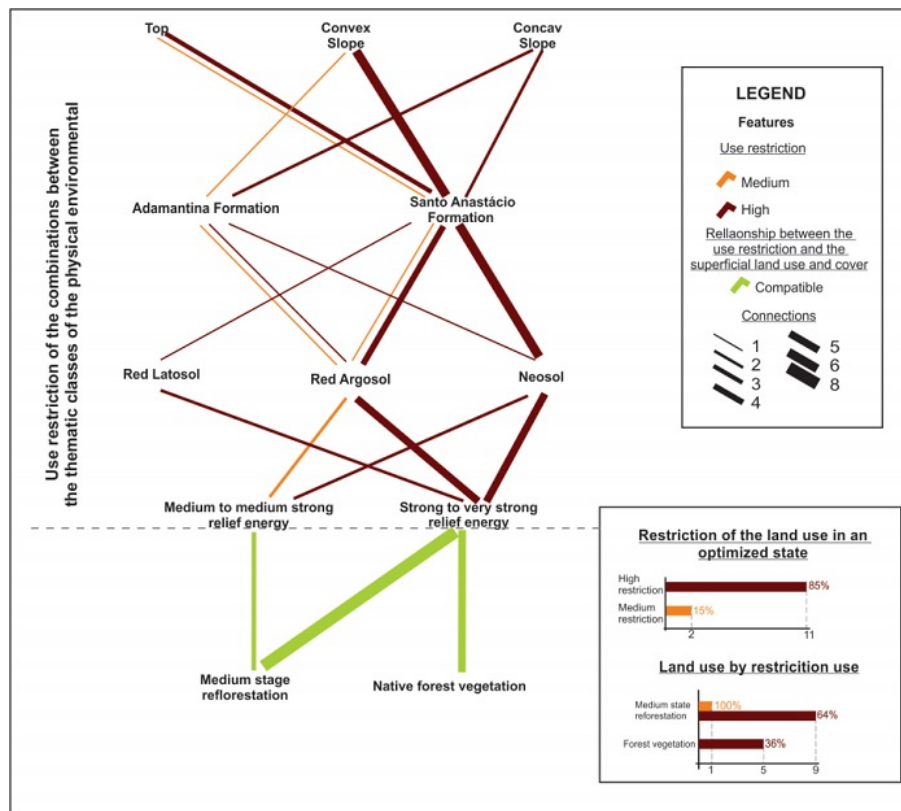 Top
Convex
Slope
Concav
Slope
Use restriction of the combinations between
the thematic classes of the physical environmental
Adamantina Formation
Santo Anastácio
Formation
Red Latosol
Red Argosol
Neosol
Medium to medium strong
relief energy
Strong to very strong
relief energy
Medium stage
reflorestation
Native forest vegetation
LEGEND
Features
Use restriction
Medium
High
Rellaonship between the
use restriction and the
superficial land use and cover
Compatible
Connections
1
2
3
4
5
6
8
Restriction of the land use in an
optimized state
High
restriction
85%
Medium
restriction
15%
2
11
Land use by restricition use
Medium state
reforestation
100%
64%
Forest vegetation
36%
1
5
9